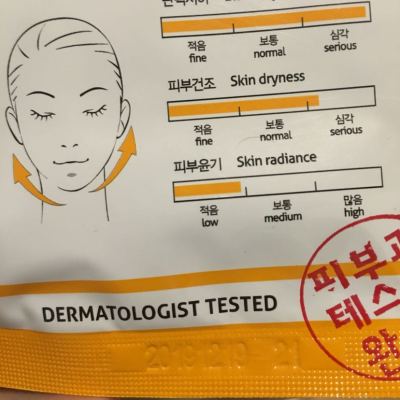 적음 보통 심각
fine normal serious
피부건조 Skin dryness
적음 보통 심각
fine normal serious
피부윤기 Skin radiance
적음 보통 많음
low medium high
DERMATOLOGIST TESTED
피부과
테스
완